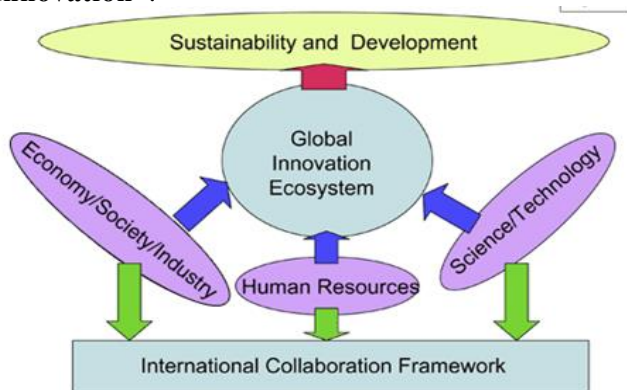 innovation".
Sustainability and Development
Global
Innovation
Ecosystem
Economy/Society/Industry
Science/Technology
Human Resources
International Collaboration Framework